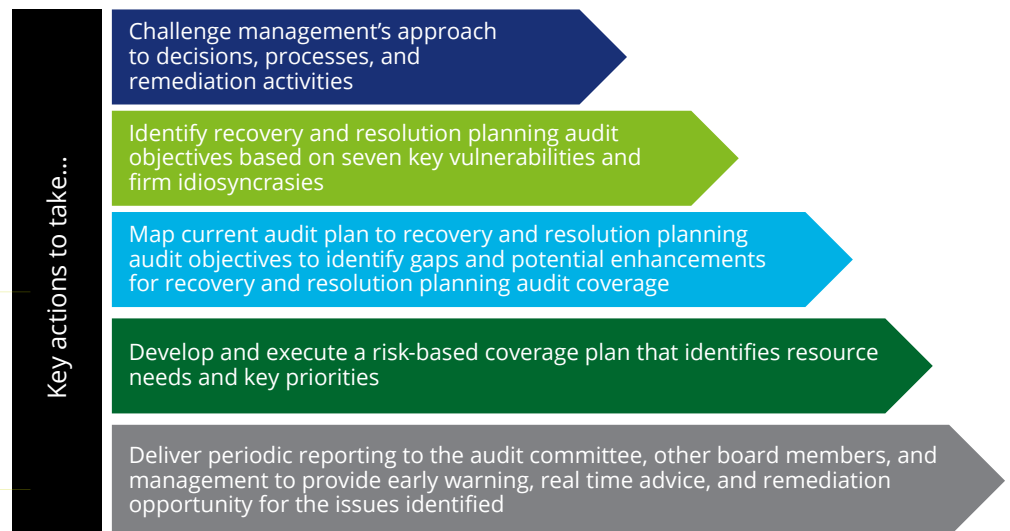 Key actions to take...
Challenge management’s approach
to decisions, processes, and
remediation activities
Identify recovery and resolution planning audit
objectives based on seven key vulnerabilities and
firm idiosyncrasies
Map current audit plan to recovery and resolution planning
audit objectives to identify gaps and potential enhancements
for recovery and resolution planning audit coverage
Develop and execute a risk-based coverage plan that identifies resource
needs and key priorities
Deliver periodic reporting to the audit committee, other board members, and
management to provide early warning, real time advice, and remediation
opportunity for the issues identified